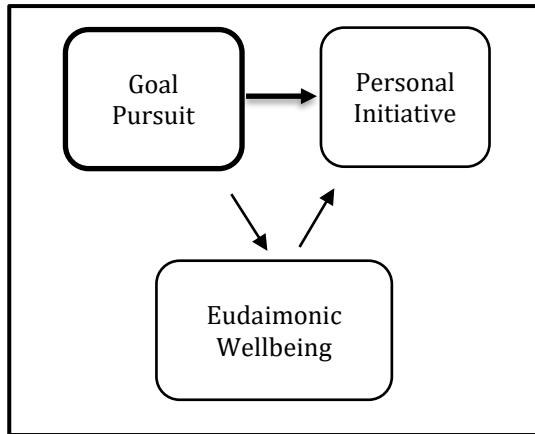 Goal
Pursuit
Personal
Initiative
Eudaimonic
Wellbeing